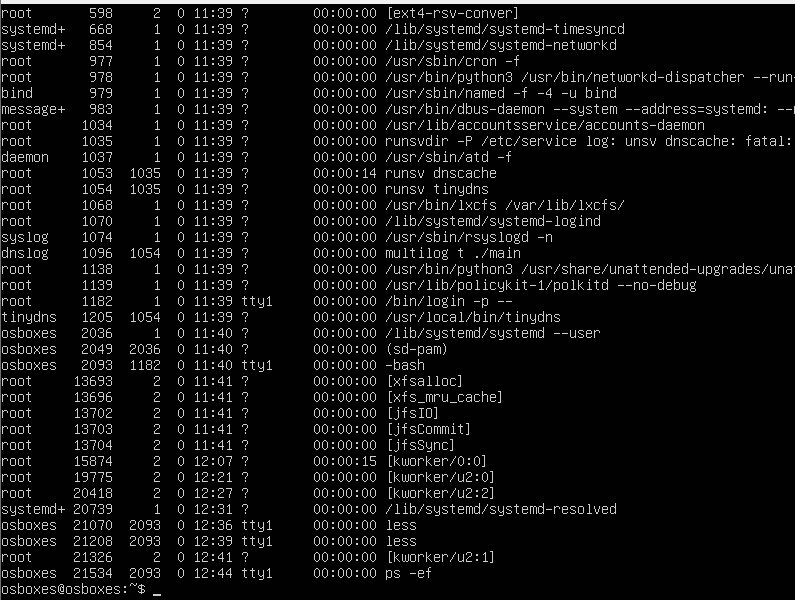 root       598     2  0 11:39 ?        00:00:00 [ext4-rsv-conver]
systemd+   668     1  0 11:39 ?        00:00:00 /lib/systemd/systemd-timesyncd
systemd+   854     1  0 11:39 ?        00:00:00 /lib/systemd/systemd-networkd
root       977     1  0 11:39 ?        00:00:00 /usr/sbin/cron -f
root       978     1  0 11:39 ?        00:00:00 /usr/bin/python3 /usr/bin/networkd-dispatcher --run-
bind       979     1  0 11:39 ?        00:00:00 /usr/sbin/named -f -4 -u bind
message+   983     1  0 11:39 ?        00:00:00 /usr/bin/dbus-daemon --system --address=systemd: --n
root      1034     1  0 11:39 ?        00:00:00 /usr/lib/accountsservice/accounts-daemon
root      1035     1  0 11:39 ?        00:00:00 runsvdir -P /etc/service log: unsv dnscache: fatal:
daemon    1037     1  0 11:39 ?        00:00:00 /usr/sbin/atd -f
root      1053  1035  0 11:39 ?        00:00:14 runsv dnscache
root      1054  1035  0 11:39 ?        00:00:00 runsv tinydns
root      1068     1  0 11:39 ?        00:00:00 /usr/bin/lxcfs /var/lib/lxcfs/
root      1070     1  0 11:39 ?        00:00:00 /lib/systemd/systemd-logind
syslog    1074     1  0 11:39 ?        00:00:00 /usr/sbin/rsyslogd -n
dnslog    1096  1054  0 11:39 ?        00:00:00 multilog t ./main
root      1138     1  0 11:39 ?        00:00:00 /usr/bin/python3 /usr/share/unattended-upgrades/unat
root      1139     1  0 11:39 ?        00:00:00 /usr/lib/policykit-1/polkitd --no-debug
root      1182     1  0 11:39 tty1     00:00:00 /bin/login -p --
tinydns   1205  1054  0 11:39 ?        00:00:00 /usr/local/bin/tinydns
osboxes   2036     1  0 11:40 ?        00:00:00 /lib/systemd/systemd --user
osboxes   2049  2036  0 11:40 ?        00:00:00 (sd-pam)
osboxes   2093  1182  0 11:40 tty1     00:00:00 -bash
root     13693     2  0 11:41 ?        00:00:00 [xfsalloc]
root     13696     2  0 11:41 ?        00:00:00 [xfs_mru_cache]
root     13702     2  0 11:41 ?        00:00:00 [jfsIO]
root     13703     2  0 11:41 ?        00:00:00 [jfsCommit]
root     13704     2  0 11:41 ?        00:00:00 [jfsSync]
root     15874     2  0 12:07 ?        00:00:15 [kworker/0:0]
root     19775     2  0 12:21 ?        00:00:00 [kworker/u2:0]
root     20418     2  0 12:27 ?        00:00:00 [kworker/u2:2]
systemd+ 20739     1  0 12:31 ?        00:00:00 /lib/systemd/systemd-resolved
osboxes  21070  2093  0 12:36 tty1     00:00:00 less
osboxes  21208  2093  0 12:39 tty1     00:00:00 less
root     21326     2  0 12:41 ?        00:00:00 [kworker/u2:1]
osboxes  21534  2093  0 12:44 tty1     00:00:00 ps -ef
osboxes@osboxes:~$ _